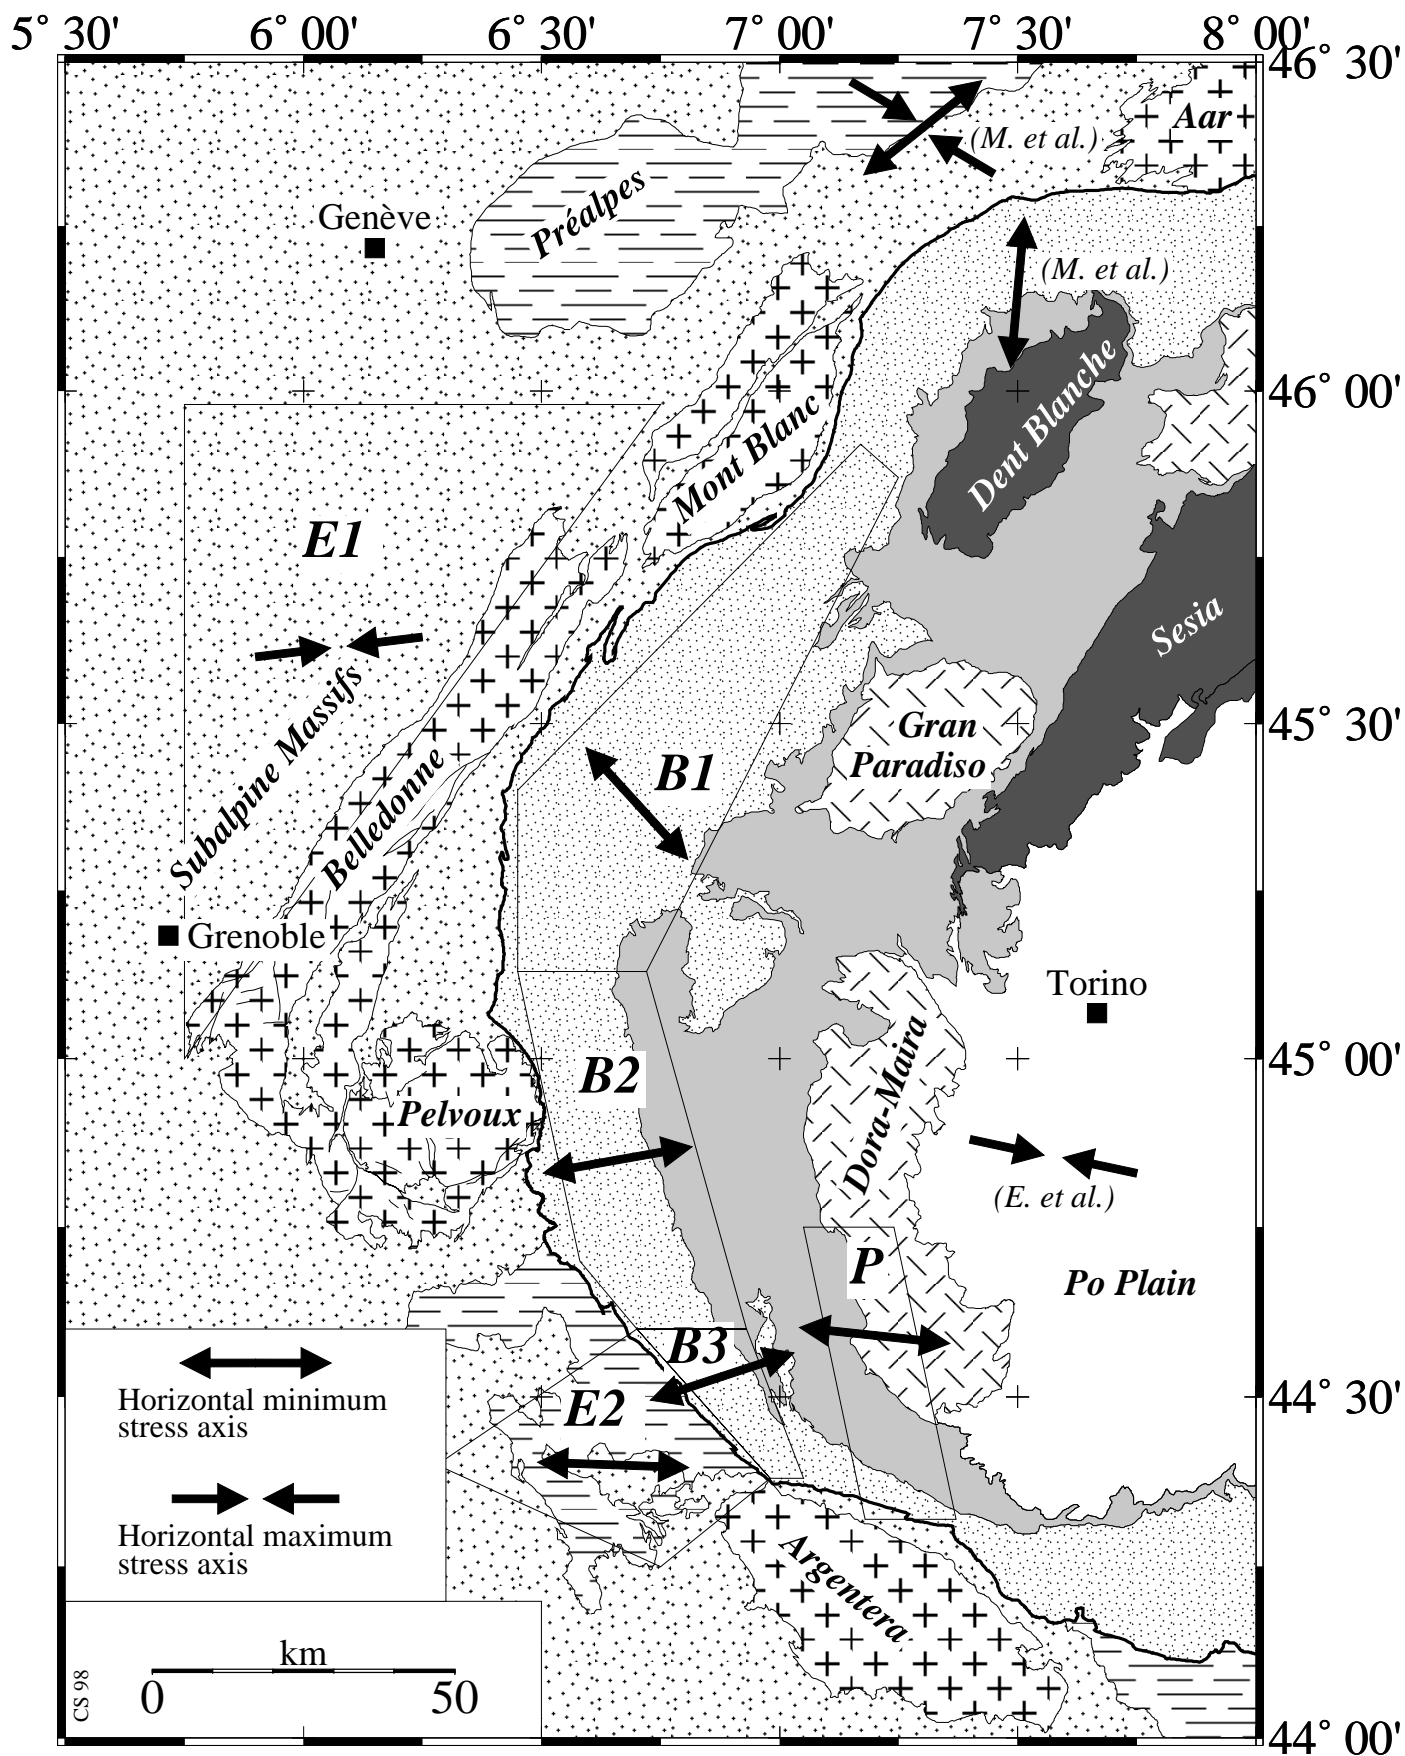 5° 30'
6° 00'
6° 30'
7° 00'
7° 30'
8° 00'
46° 30'
Aar
(M. et al.)
Préalpes
Genève
(M. et al.)
46° 00'
Dent Blanche
Mont Blanc
E1
Sesia
Subalpine Massifs
45° 30'
Gran
Paradiso
B1
Belledonne
Grenoble
Torino
45° 00'
B2
Pelvoux
Dora-Maira
(E. et al.)
P
Po Plain
B3
E2
44° 30'
Horizontal minimum
stress axis
Horizontal maximum
stress axis
Argentera
km
0
50
CS 98
44° 00'